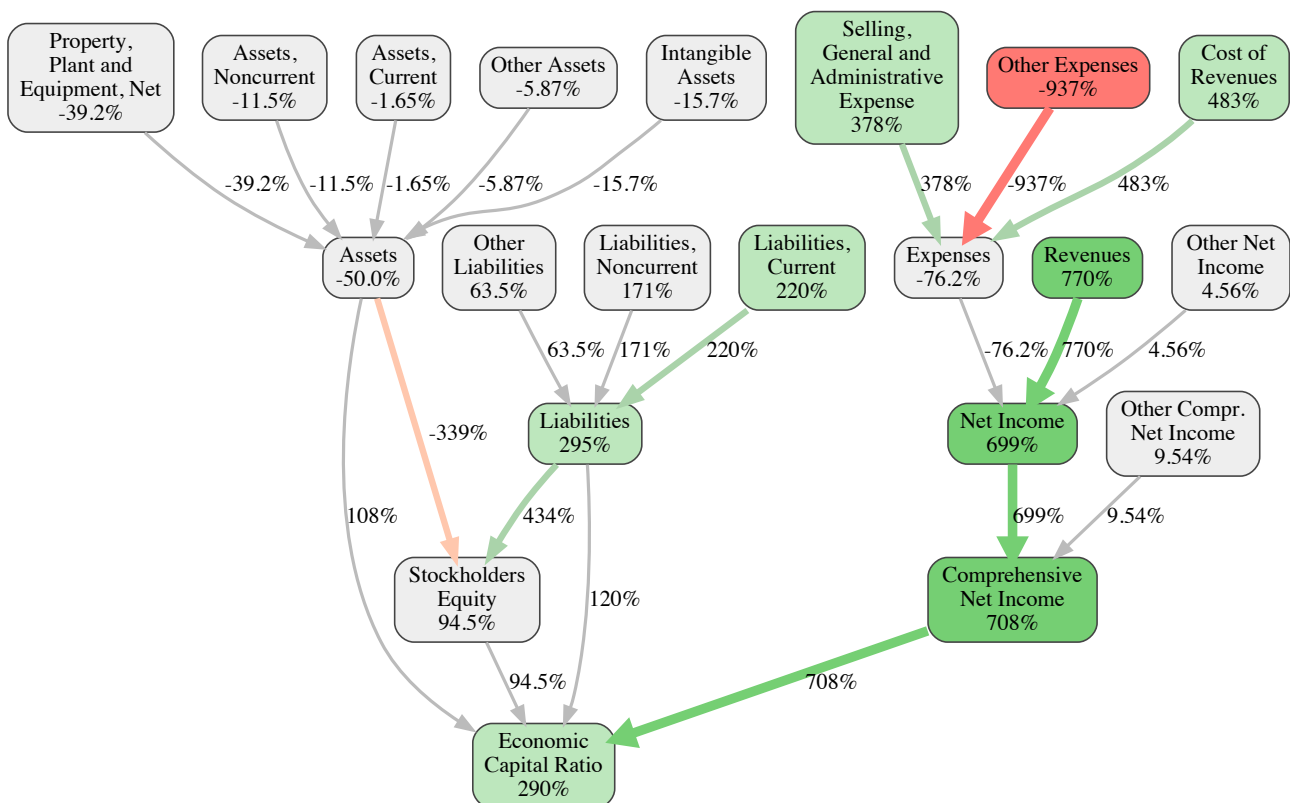 Property,
Plant and
Equipment, Net
-39.2%
Assets,
Noncurrent
-11.5%
Assets,
Current
-1.65%
Other Assets
-5.87%
Intangible
Assets
-15.7%
Selling,
General and
Administrative
Expense
378%
Other Expenses
-937%
Cost of
Revenues
483%
-39.2%
-11.5%
-1.65%
-5.87%
-15.7%
378%
-937%
483%
Assets
-50.0%
Other
Liabilities
63.5%
Liabilities,
Noncurrent
171%
Liabilities,
Current
220%
Expenses
-76.2%
Revenues
770%
Other Net
Income
4.56%
63.5%
171%
220%
-76.2%
770%
4.56%
Liabilities
295%
Net Income
699%
Other Compr.
Net Income
9.54%
-339%
108%
434%
699%
9.54%
Stockholders
Equity
94.5%
120%
Comprehensive
Net Income
708%
94.5%
708%
Economic
Capital Ratio
290%